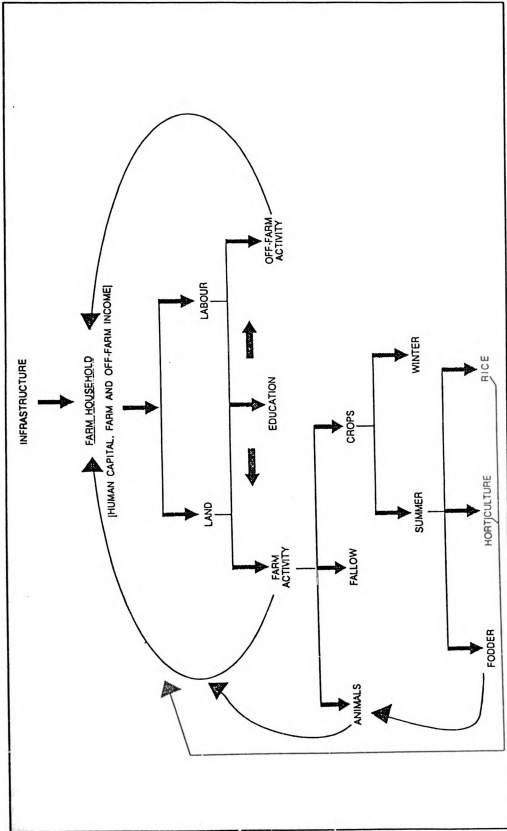 INFRASTRUCTURE
FARM HOUSEHOLD
[HUMAN CAPITAL, FARM AND OFF-FARM INCOME]
LAND
LABOUR
FARM
ACTIVITY
EDUCATION
OFF-FARM
ACTIVITY
ANIMALS
FALLOW
CROPS
SUMMER
WINTER
FODDER
HORTICULTURE
RICE